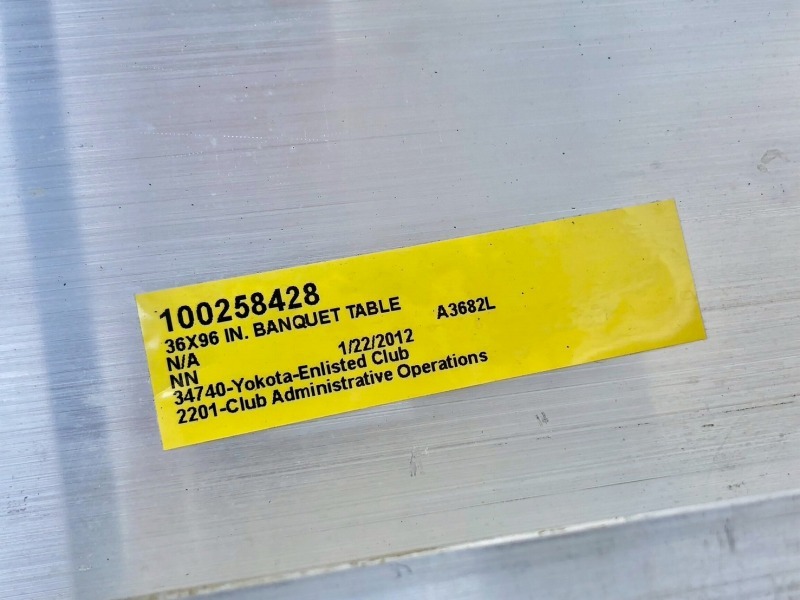 100258428
36X96 IN. BANQUET TABLE A3682L
N/A 1/22/2012
NN
34740-Yokota-Enlisted Club
2201-Club Administrative Operations